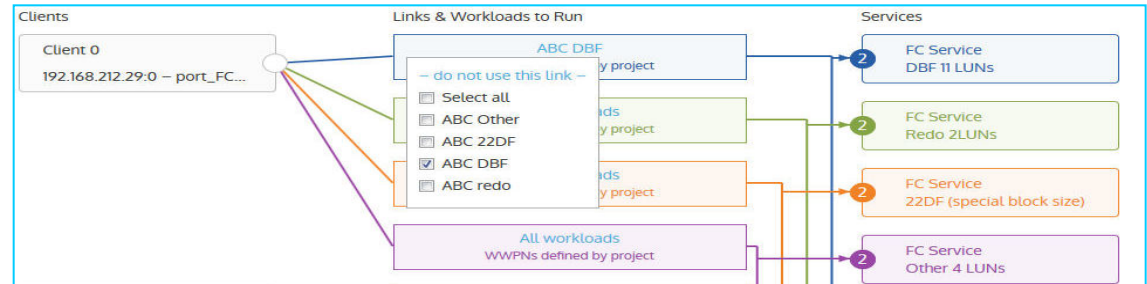 Clients
Links & Workloads to Run
Services
Client 0
192.168.212.29:0 – port_FC...
ABC DBF
y project
– do not use this link –
Select all
ABC Other
ABC 22DF
ABC DBF
ABC redo
ads
y project
ads
y project
All workloads
WWPNs defined by project
2
FC Service
DBF 11 LUNs
2
FC Service
Redo 2LUNs
2
FC Service
22DF (special block size)
2
FC Service
Other 4 LUNs